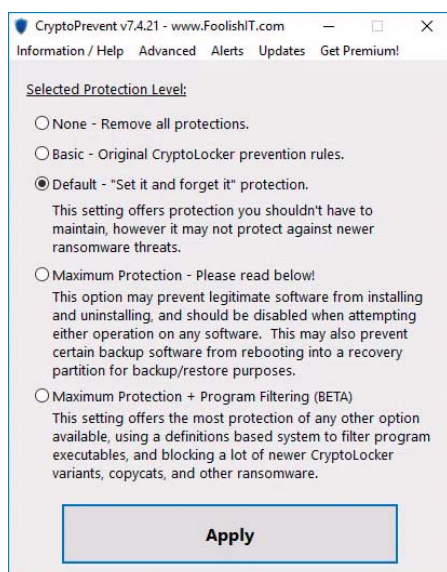 CryptoPrevent v7.4.21 - www.FoolishIT.com
Information / Help Advanced Alerts Updates Get Premium!
Selected Protection Level:
None - Remove all protections.
Basic - Original CryptoLocker prevention rules.
Default - "Set it and forget it" protection.
This setting offers protection you shouldn't have to
maintain, however it may not protect against newer
ransomware threats.
Maximum Protection - Please read below!
This option may prevent legitimate software from installing
and uninstalling, and should be disabled when attempting
either operation on any software. This may also prevent
certain backup software from rebooting into a recovery
partition for backup/restore purposes.
Maximum Protection + Program Filtering (BETA)
This setting offers the most protection of any other option
available, using a definitions based system to filter program
executables, and blocking a lot of newer CryptoLocker
variants, copycats, and other ransomware.
Apply